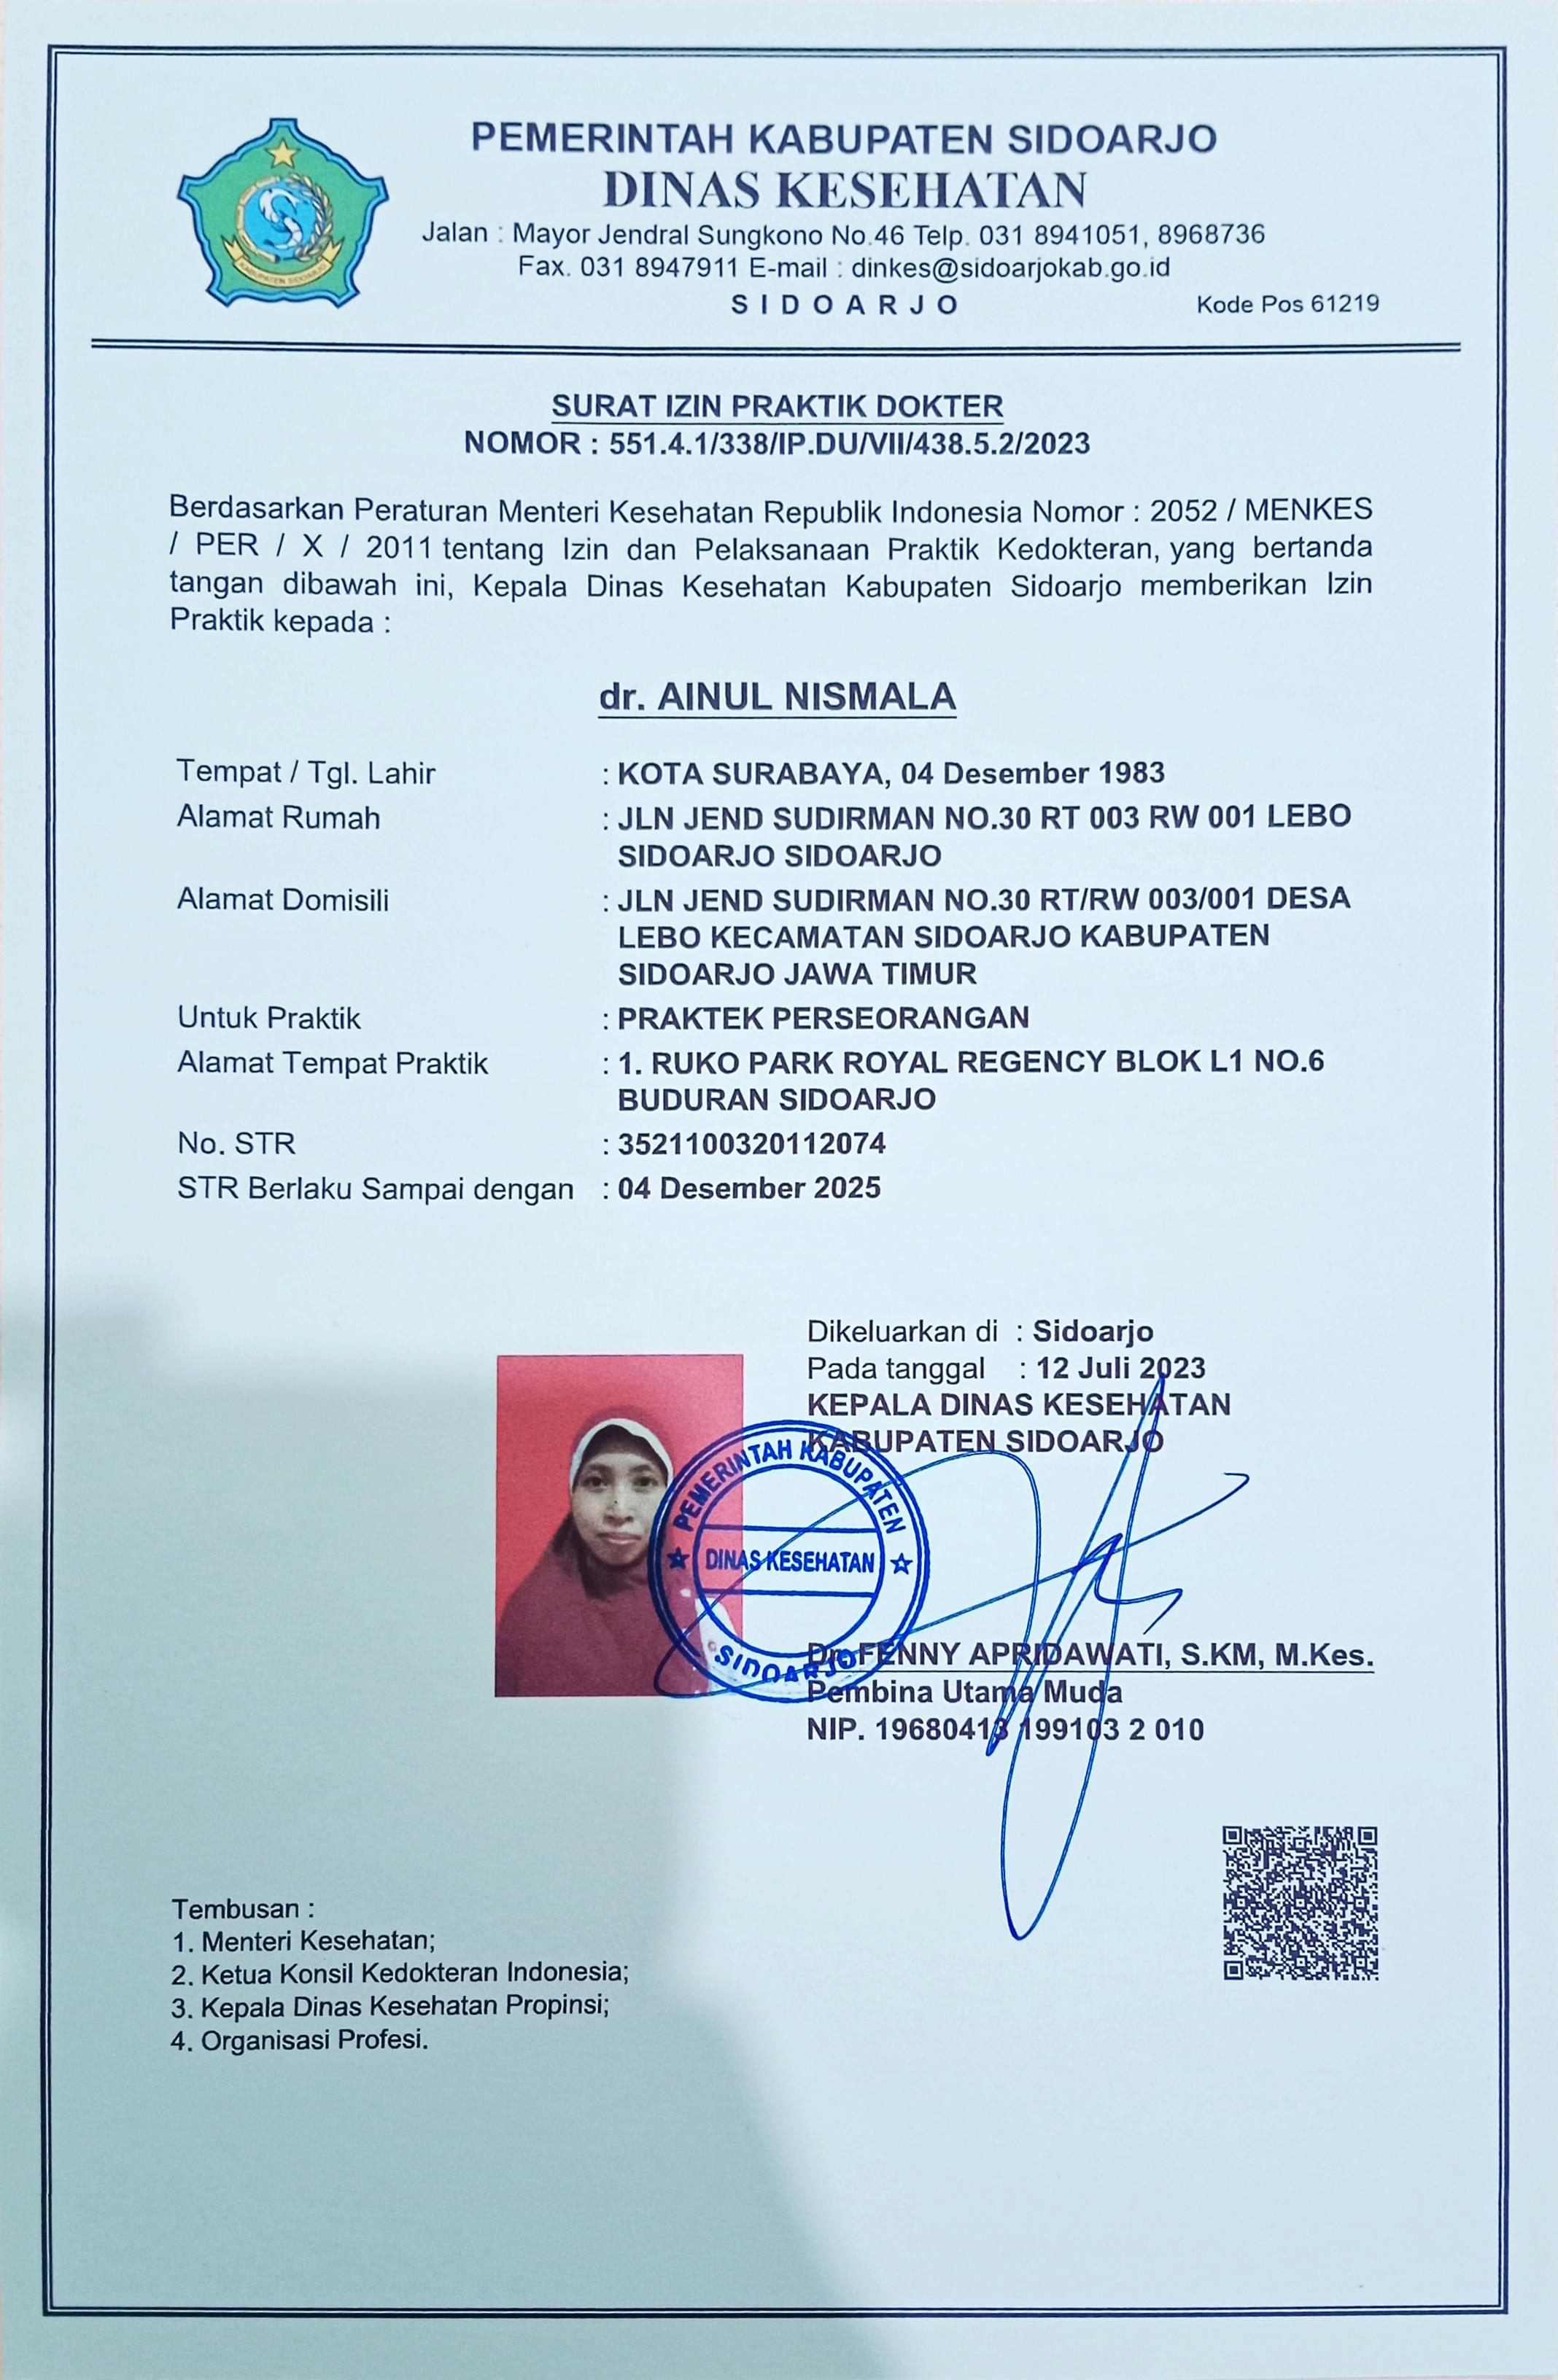 PEMERINTAH KABUPATEN SIDOARJO
DINAS KESEHATAN
Jalan : Mayor Jendral Sungkono No.46 Telp. 031 8941051, 8968736
Fax. 031 8947911 E-mail : dinkes@sidoarjokab.go.id
S I D O A R J O Kode Pos 61219
KABUPATEN SIDOARJO
SURAT IZIN PRAKTIK DOKTER
NOMOR : 551.4.1/338/IP.DU/VII/438.5.2/2023
Berdasarkan Peraturan Menteri Kesehatan Republik Indonesia Nomor : 2052 / MENKES
/ PER / X / 2011 tentang Izin dan Pelaksanaan Praktik Kedokteran, yang bertanda
tangan dibawah ini, Kepala Dinas Kesehatan Kabupaten Sidoarjo memberikan Izin
Praktik kepada :
dr. AINUL NISMALA
Tempat / Tgl. Lahir : KOTA SURABAYA, 04 Desember 1983
Alamat Rumah : JLN JEND SUDIRMAN NO.30 RT 003 RW 001 LEBO
SIDOARJO SIDOARJO
Alamat Domisili : JLN JEND SUDIRMAN NO.30 RT/RW 003/001 DESA
LEBO KECAMATAN SIDOARJO KABUPATEN
SIDOARJO JAWA TIMUR
Untuk Praktik : PRAKTEK PERSEORANGAN
Alamat Tempat Praktik : 1. RUKO PARK ROYAL REGENCY BLOK L1 NO.6
BUDURAN SIDOARJO
No. STR : 3521100320112074
STR Berlaku Sampai dengan : 04 Desember 2025
Dikeluarkan di : Sidoarjo
Pada tanggal : 12 Juli 2023
KEPALA DINAS KESEHATAN
KABUPATEN SIDOARJO
PEMERINTAH KABUPATEN
DINAS KESEHATAN
SIDOARJO
Dr. FENNY APRIDAWATI, S.KM, M.Kes.
Pembina Utama Muda
NIP. 19680413 199103 2 010
Tembusan :
1. Menteri Kesehatan;
2. Ketua Konsil Kedokteran Indonesia;
3. Kepala Dinas Kesehatan Propinsi;
4. Organisasi Profesi.